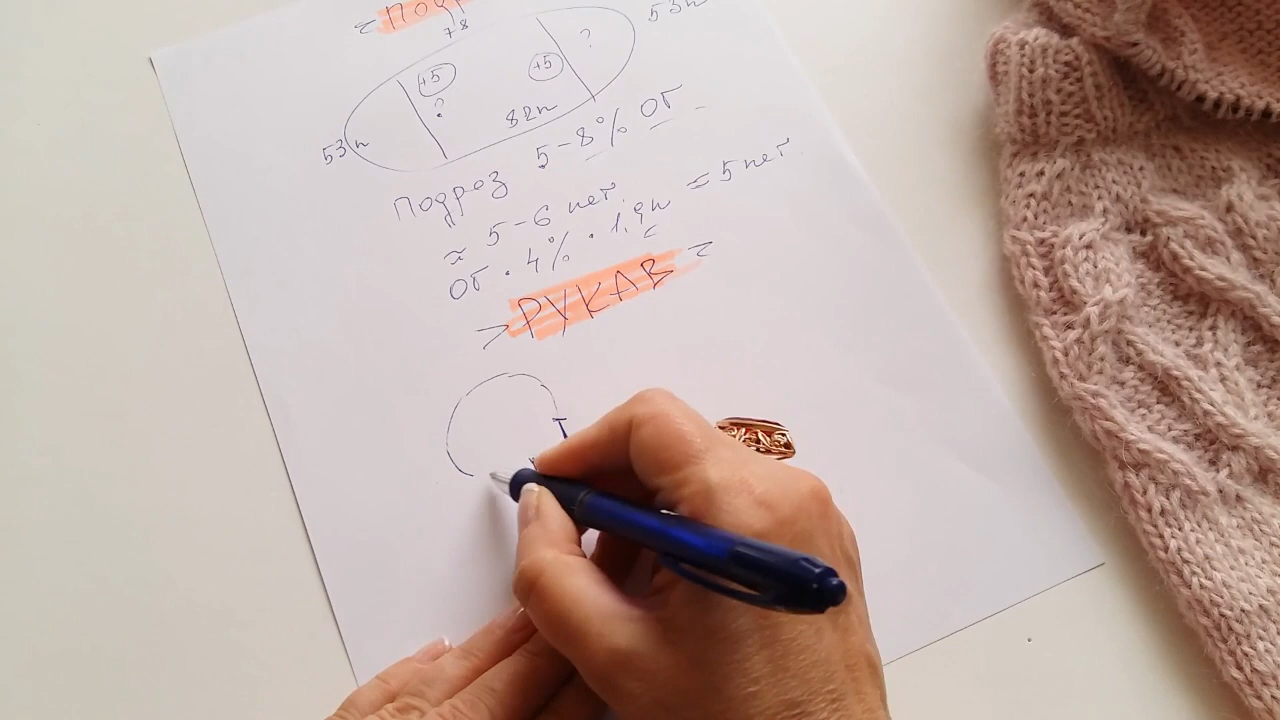 78
53п
+5 +5 ?
?
82п
53п
Подрез 5-8% ОГ
≈ 5-6 пет.
ОГ · 4% · 1,9п ≈ 5 пет.
РУКАВ